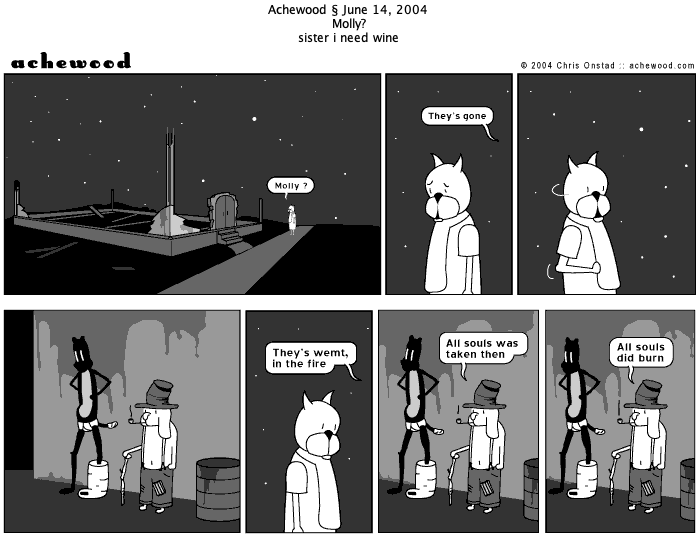 Achewood § June 14, 2004
Molly?
sister i need wine
achewood
© 2004 Chris Onstad :: achewood.com
Molly ?
They's gone
They's wemt,
in the fire
All souls was
taken then
All souls
did burn